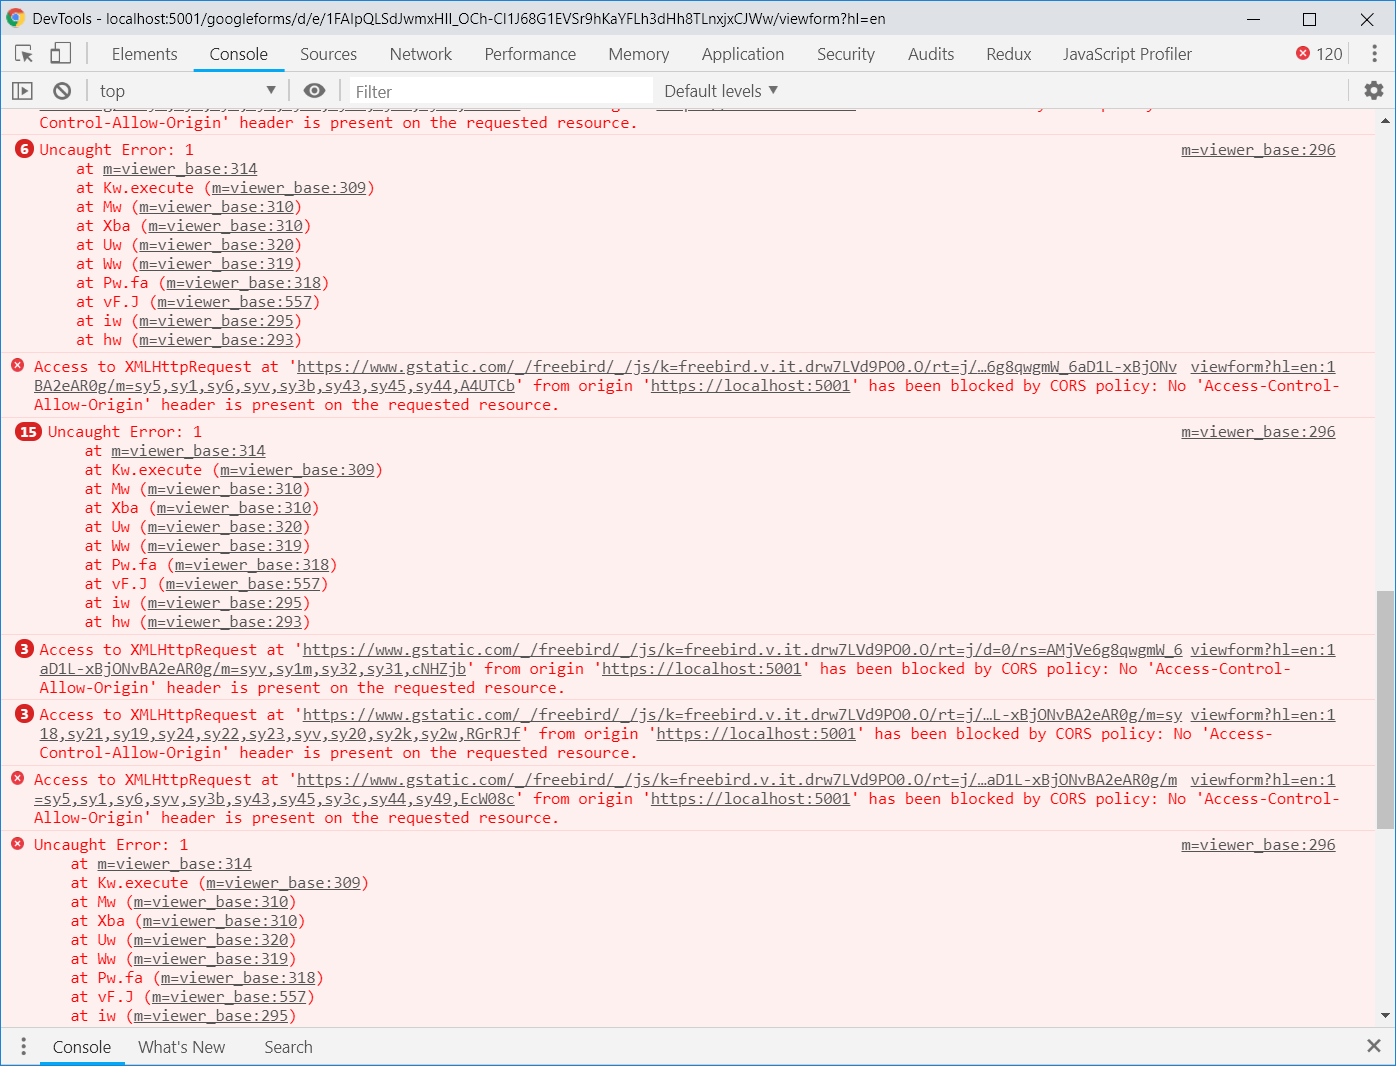 DevTools - localhost:5001/googleforms/d/e/1FAIpQLSdJwmxHII_OCh-CI1J68G1EVSr9hKaYFLh3dHh8TLnxjxCJWw/viewform?hl=en
Elements Console Sources Network Performance Memory Application Security Audits Redux JavaScript Profiler 120
top Filter Default levels ▼
Control-Allow-Origin' header is present on the requested resource.
6 Uncaught Error: 1 m=viewer_base:296
at m=viewer_base:314
at Kw.execute (m=viewer_base:309)
at Mw (m=viewer_base:310)
at Xba (m=viewer_base:310)
at Uw (m=viewer_base:320)
at Ww (m=viewer_base:319)
at Pw.fa (m=viewer_base:318)
at vF.J (m=viewer_base:557)
at iw (m=viewer_base:295)
at hw (m=viewer_base:293)
Access to XMLHttpRequest at 'https://www.gstatic.com/_/freebird/_/js/k=freebird.v.it.drw7LVd9PO0.O/rt=j/…6g8qwgmW_6aD1L-xBjONv viewform?hl=en:1
BA2eAR0g/m=sy5,sy1,sy6,syv,sy3b,sy43,sy45,sy44,A4UTCb' from origin 'https://localhost:5001' has been blocked by CORS policy: No 'Access-Control-
Allow-Origin' header is present on the requested resource.
15 Uncaught Error: 1 m=viewer_base:296
at m=viewer_base:314
at Kw.execute (m=viewer_base:309)
at Mw (m=viewer_base:310)
at Xba (m=viewer_base:310)
at Uw (m=viewer_base:320)
at Ww (m=viewer_base:319)
at Pw.fa (m=viewer_base:318)
at vF.J (m=viewer_base:557)
at iw (m=viewer_base:295)
at hw (m=viewer_base:293)
3 Access to XMLHttpRequest at 'https://www.gstatic.com/_/freebird/_/js/k=freebird.v.it.drw7LVd9PO0.O/rt=j/d=0/rs=AMjVe6g8qwgmW_6 viewform?hl=en:1
aD1L-xBjONvBA2eAR0g/m=syv,sy1m,sy32,sy31,cNHZjb' from origin 'https://localhost:5001' has been blocked by CORS policy: No 'Access-Control-
Allow-Origin' header is present on the requested resource.
3 Access to XMLHttpRequest at 'https://www.gstatic.com/_/freebird/_/js/k=freebird.v.it.drw7LVd9PO0.O/rt=j/…L-xBjONvBA2eAR0g/m=sy viewform?hl=en:1
18,sy21,sy19,sy24,sy22,sy23,syv,sy20,sy2k,sy2w,RGrRJf' from origin 'https://localhost:5001' has been blocked by CORS policy: No 'Access-
Control-Allow-Origin' header is present on the requested resource.
Access to XMLHttpRequest at 'https://www.gstatic.com/_/freebird/_/js/k=freebird.v.it.drw7LVd9PO0.O/rt=j/…aD1L-xBjONvBA2eAR0g/m viewform?hl=en:1
=sy5,sy1,sy6,syv,sy3b,sy43,sy45,sy3c,sy44,sy49,EcW08c' from origin 'https://localhost:5001' has been blocked by CORS policy: No 'Access-Control-
Allow-Origin' header is present on the requested resource.
Uncaught Error: 1 m=viewer_base:296
at m=viewer_base:314
at Kw.execute (m=viewer_base:309)
at Mw (m=viewer_base:310)
at Xba (m=viewer_base:310)
at Uw (m=viewer_base:320)
at Ww (m=viewer_base:319)
at Pw.fa (m=viewer_base:318)
at vF.J (m=viewer_base:557)
at iw (m=viewer_base:295)
Console What's New Search